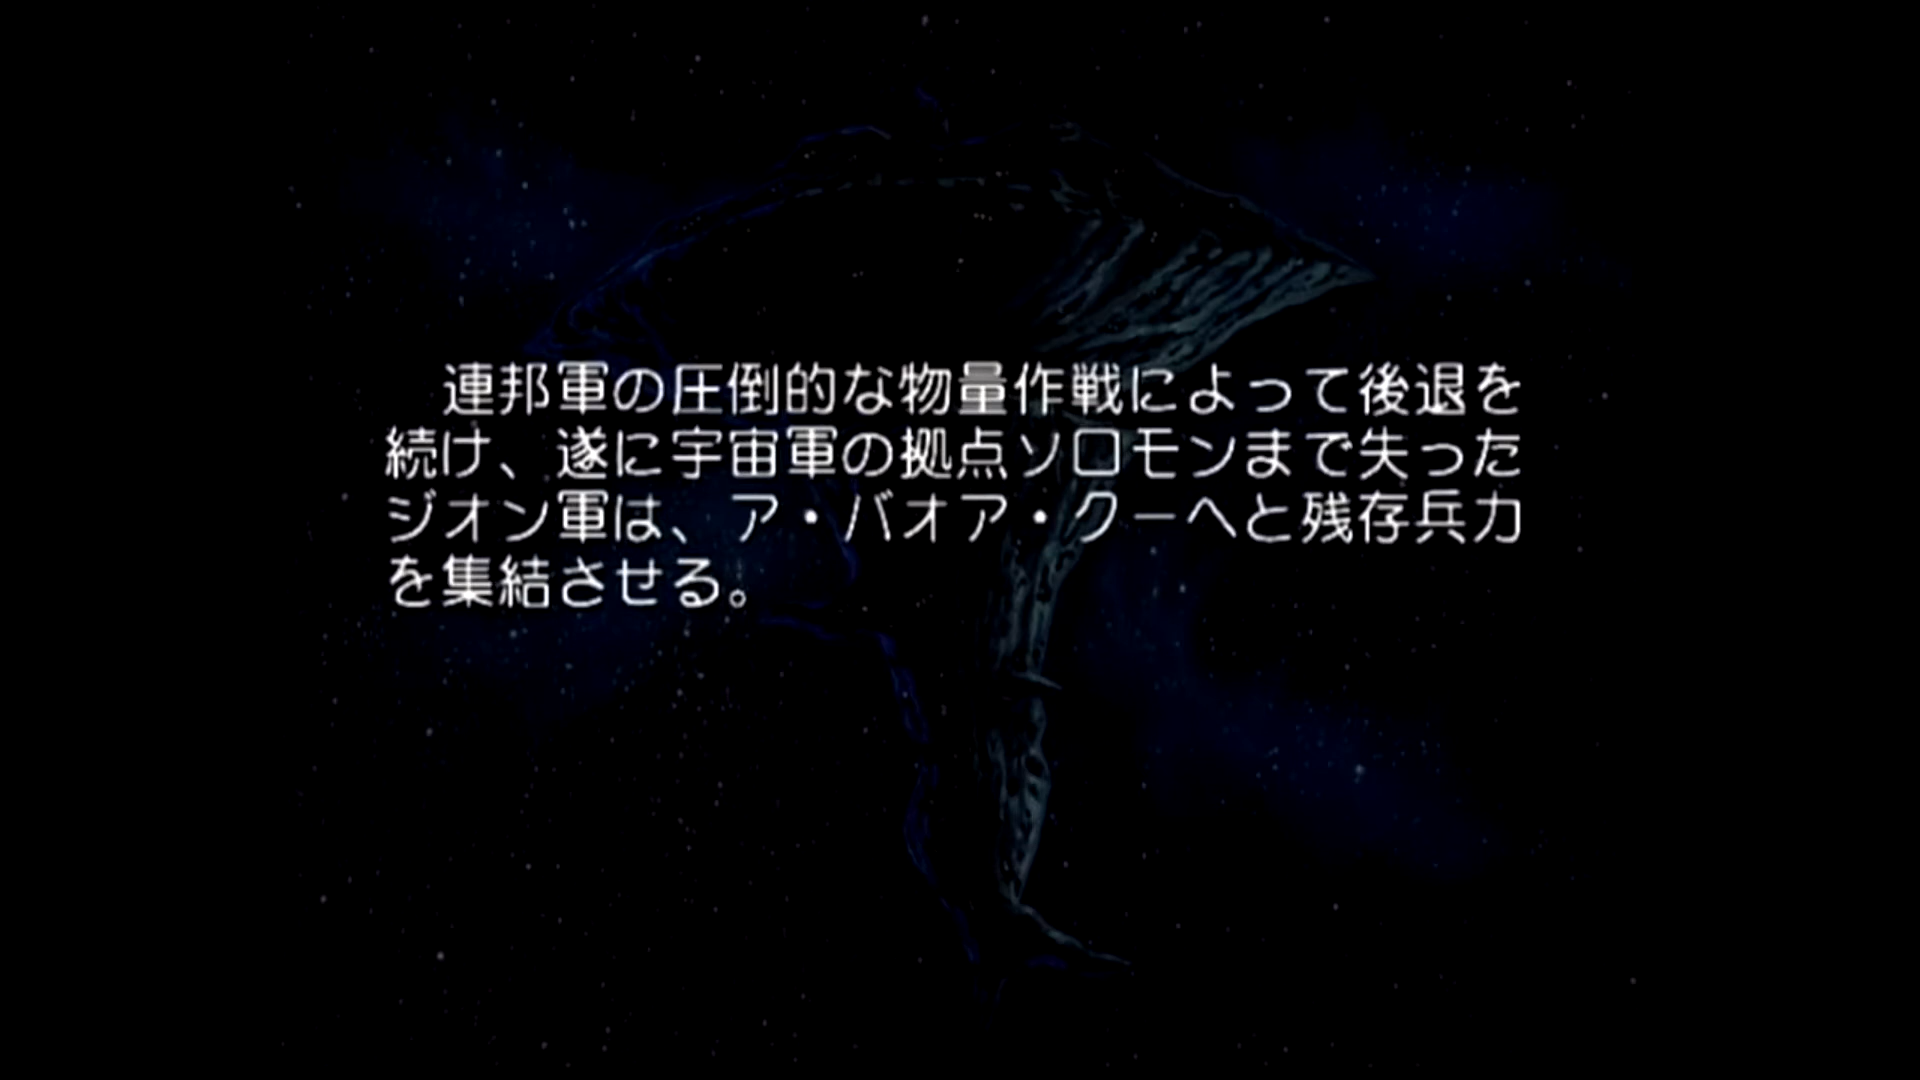 連邦軍の圧倒的な物量作戦によって後退を
続け、遂に宇宙軍の拠点ソロモンまで失った
ジオン軍は、ア・バオア・クーへと残存兵力
を集結させる。